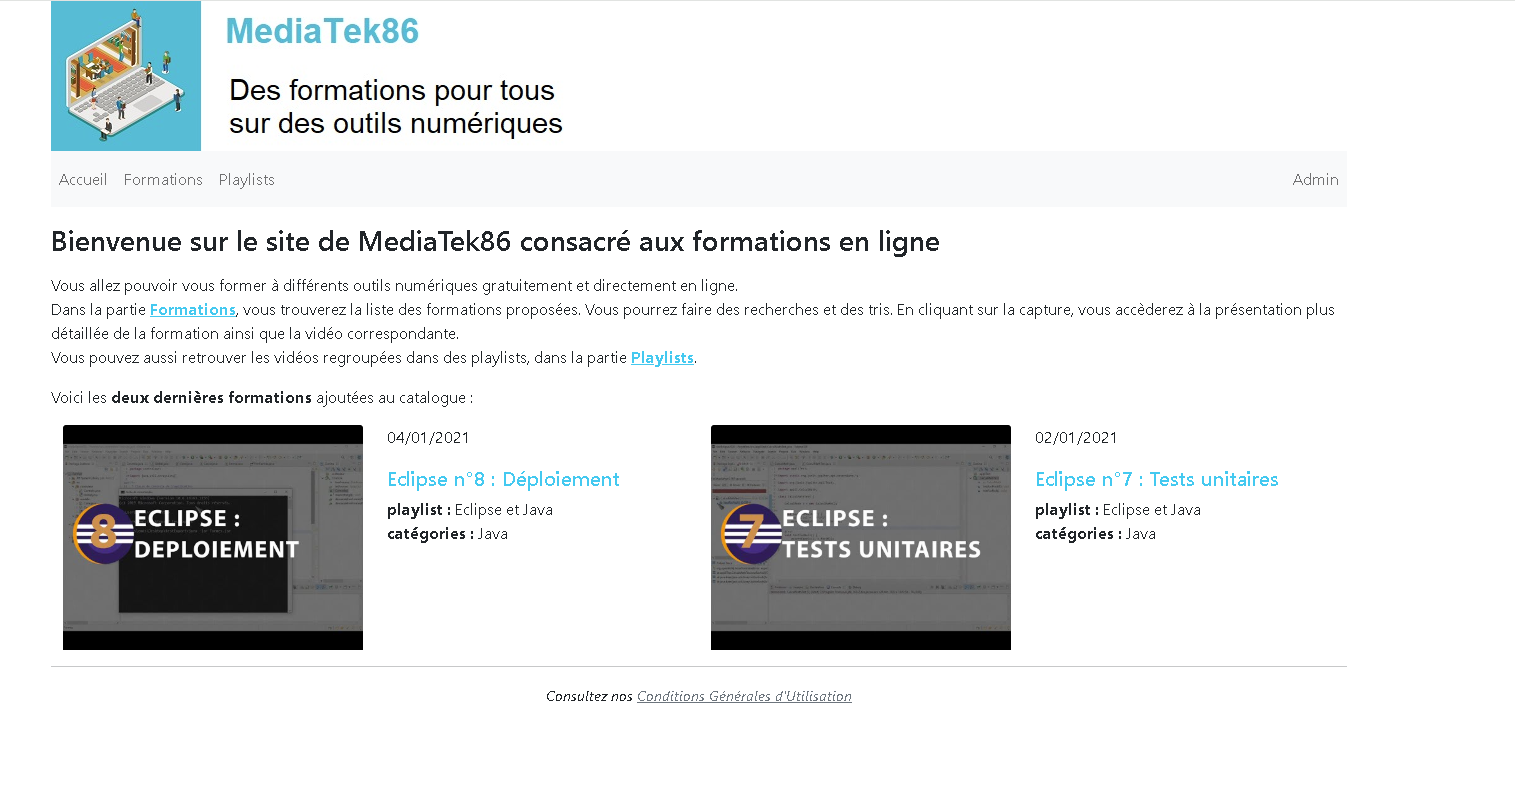 MediaTek86
Des formations pour tous
sur des outils numériques
Accueil Formations Playlists Admin
Bienvenue sur le site de MediaTek86 consacré aux formations en ligne
Vous allez pouvoir vous former à différents outils numériques gratuitement et directement en ligne.
Dans la partie Formations, vous trouverez la liste des formations proposées. Vous pourrez faire des recherches et des tris. En cliquant sur la capture, vous accèderez à la présentation plus
détaillée de la formation ainsi que la vidéo correspondante.
Vous pouvez aussi retrouver les vidéos regroupées dans des playlists, dans la partie Playlists.
Voici les deux dernières formations ajoutées au catalogue :
8 ECLIPSE :
DEPLOIEMENT
04/01/2021
Eclipse n°8 : Déploiement
playlist : Eclipse et Java
catégories : Java
7 ECLIPSE :
TESTS UNITAIRES
02/01/2021
Eclipse n°7 : Tests unitaires
playlist : Eclipse et Java
catégories : Java
Consultez nos Conditions Générales d'Utilisation